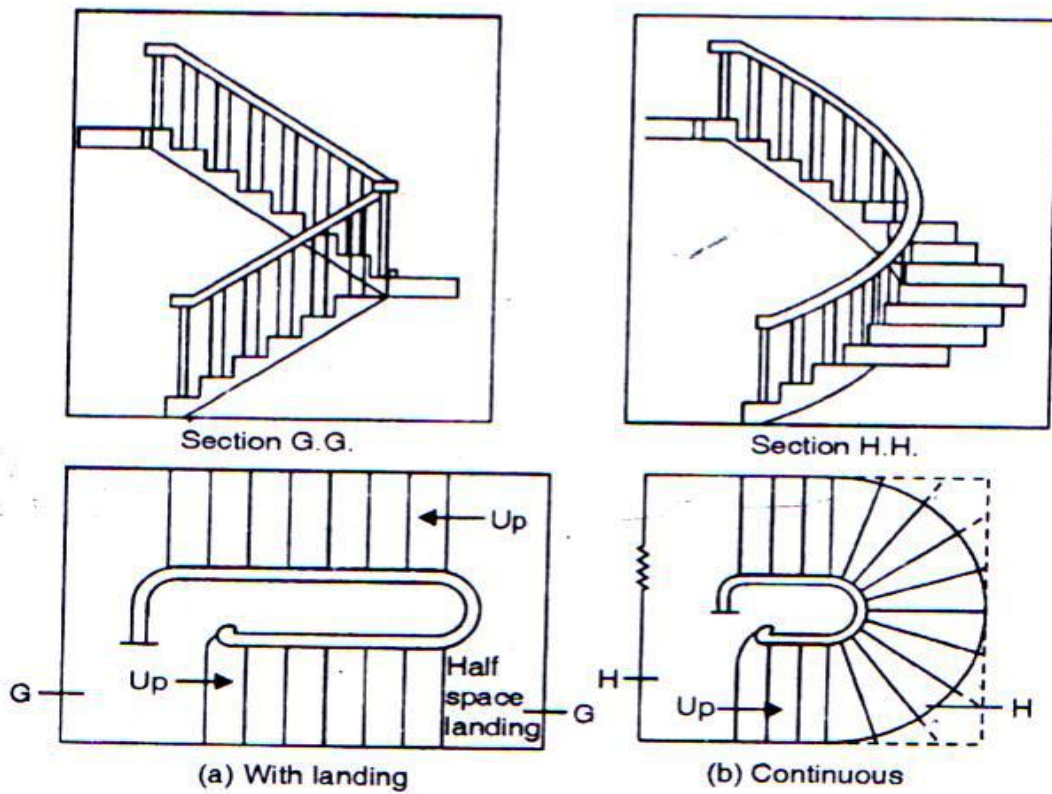 Section G.G.
Section H.H.
Up
Up
Half
space
landing
G
G
(a) With landing
H
Up
H
(b) Continuous